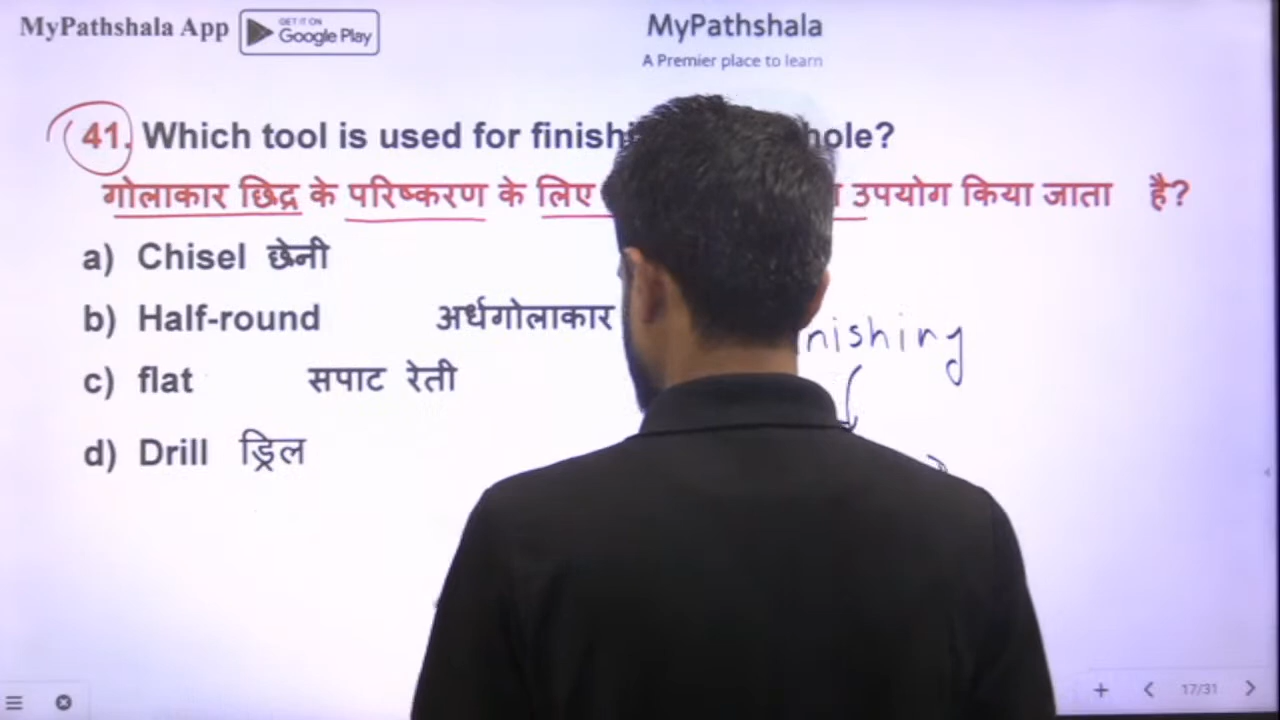 MyPathshala App
GET IT ON
Google Play
MyPathshala
A Premier place to learn
41. Which tool is used for hole?
गोलाकार छिद्र के परिष्करण के लिए उपयोग किया जाता है?
a) Chisel छेनी
b) Half-round अर्धगोलाकार
nishing
c) flat सपाट रेती
d) Drill ड्रिल
17/31